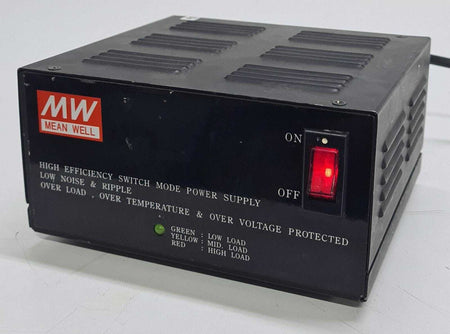 MW
MEAN WELL
ON
OFF
HIGH EFFICIENCY SWITCH MODE POWER SUPPLY
LOW NOISE & RIPPLE
OVER LOAD , OVER TEMPERATURE & OVER VOLTAGE PROTECTED
GREEN : LOW LOAD
YELLOW : MID. LOAD
RED : HIGH LOAD